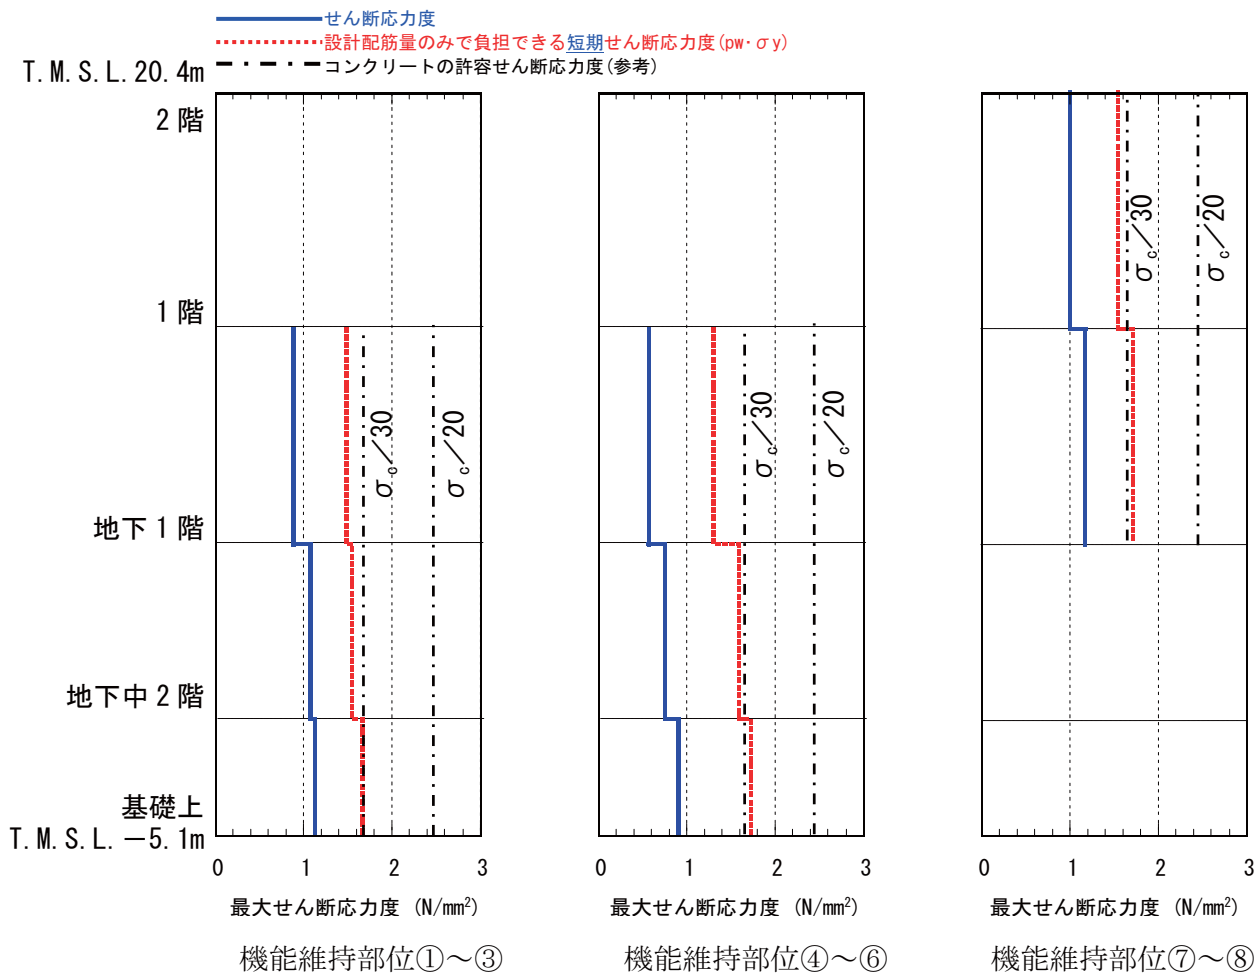 せん断応力度
設計配筋量のみで負担できる短期せん断応力度(pw・σy)
コンクリートの許容せん断応力度(参考)
T.M.S.L.20.4m
2階
1階
地下1階
地下中2階
基礎上
T.M.S.L.－5.1m
σc／30
σc／20
σc／30
σc／20
σc／30
σc／20
0 1 2 3
0 1 2 3
0 1 2 3
最大せん断応力度 (N/mm²)
最大せん断応力度 (N/mm²)
最大せん断応力度 (N/mm²)
機能維持部位①～③
機能維持部位④～⑥
機能維持部位⑦～⑧